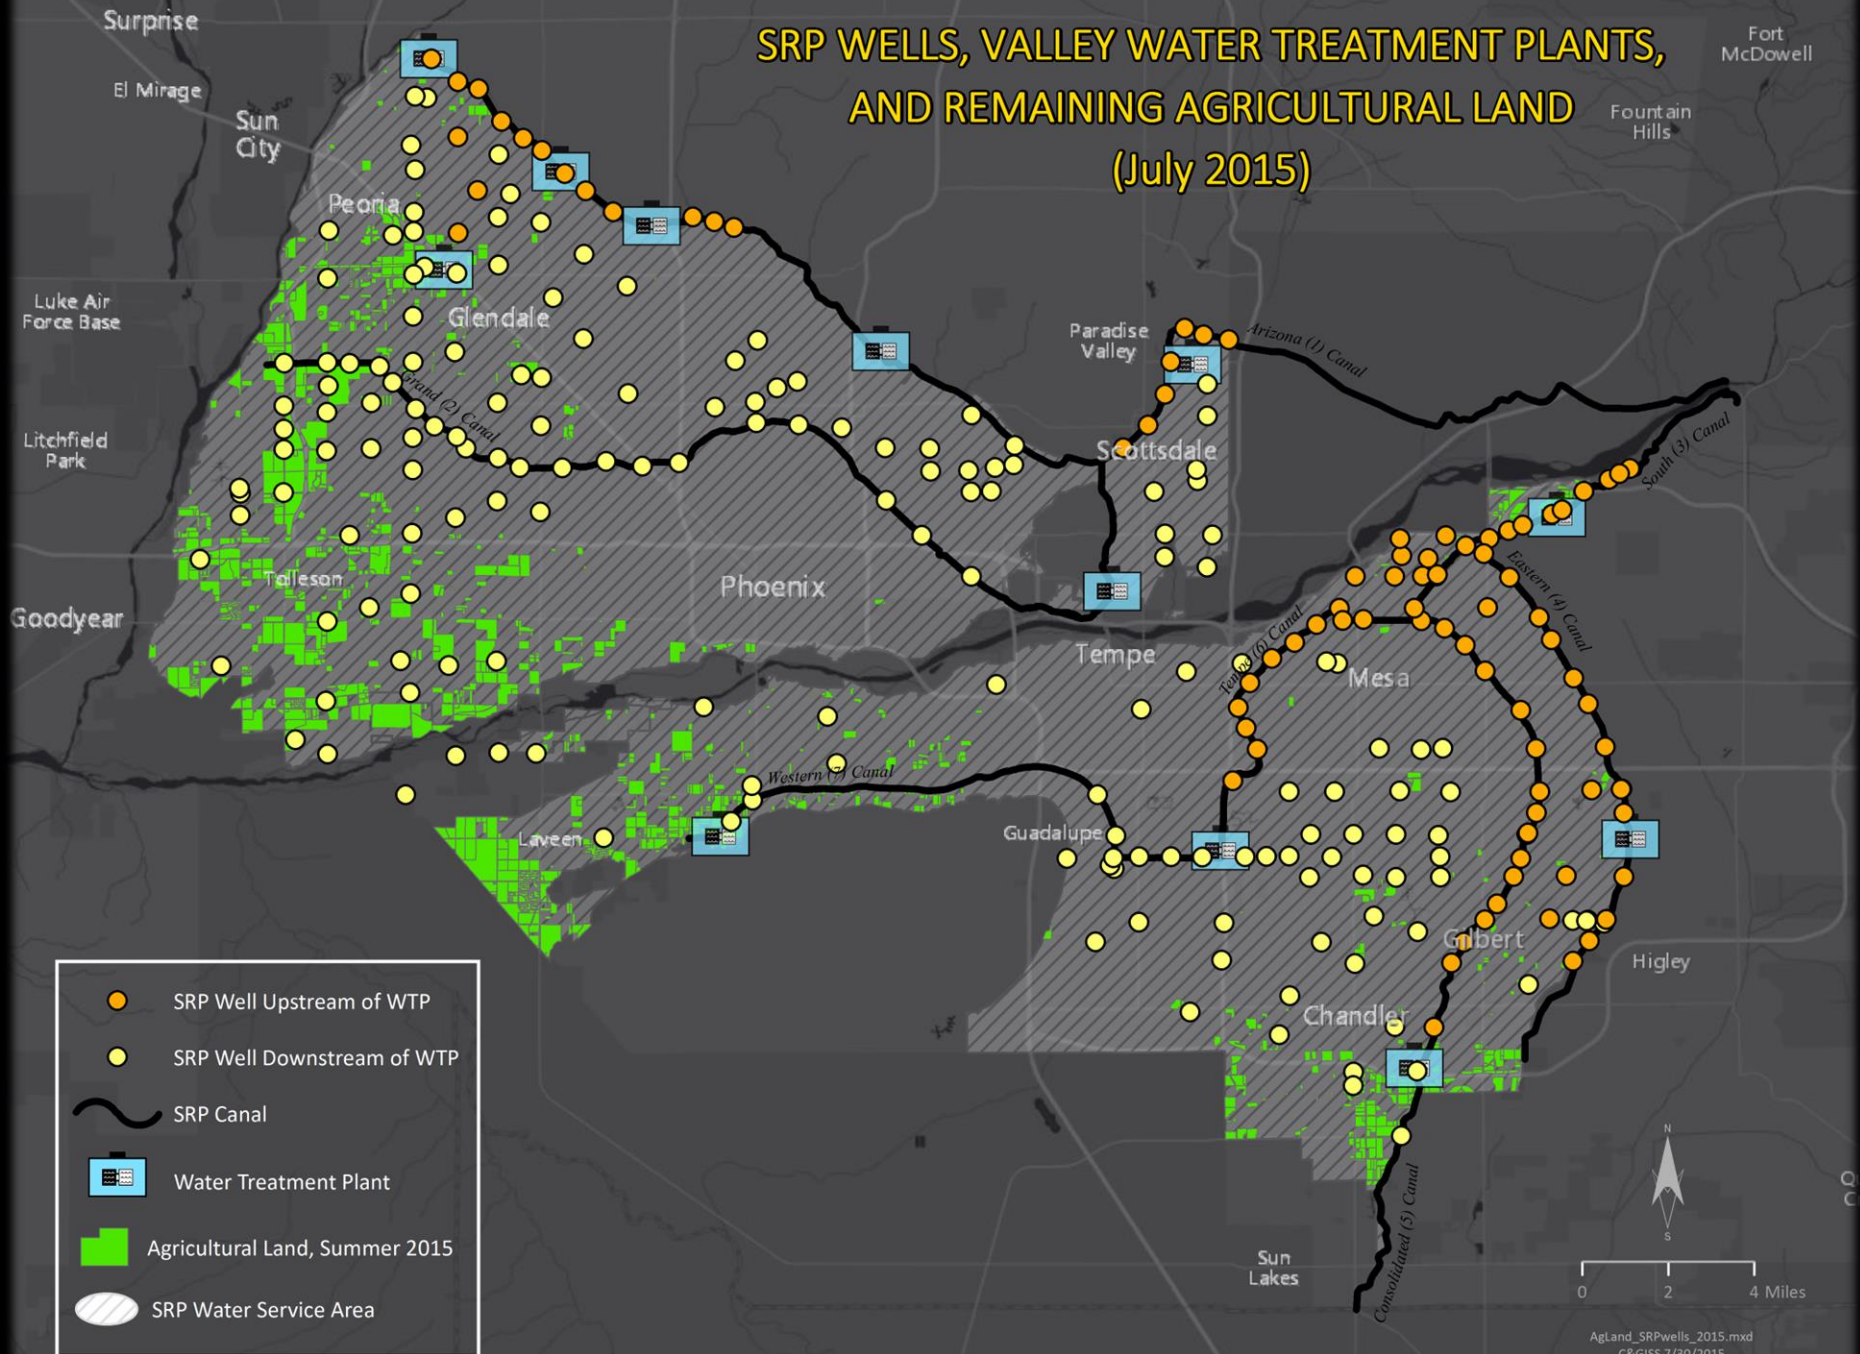 SRP WELLS, VALLEY WATER TREATMENT PLANTS,
AND REMAINING AGRICULTURAL LAND
(July 2015)
Surprise
El Mirage
Sun
City
Fort
McDowell
Fountain
Hills
Peoria
Luke Air
Force Base
Glendale
Paradise
Valley
Arizona (1) Canal
Grand (2) Canal
Litchfield
Park
Scottsdale
South (3) Canal
Tolleson
Phoenix
Eastern (4) Canal
Goodyear
Tempe
Tempe (6) Canal
Mesa
Western (7) Canal
Laveen
Guadalupe
Gilbert
Higley
Chandler
Consolidated (5) Canal
Sun
Lakes
SRP Well Upstream of WTP
SRP Well Downstream of WTP
SRP Canal
Water Treatment Plant
Agricultural Land, Summer 2015
SRP Water Service Area
N
S
0 2 4 Miles
AgLand_SRPwells_2015.mxd
C&GISS 7/30/2015